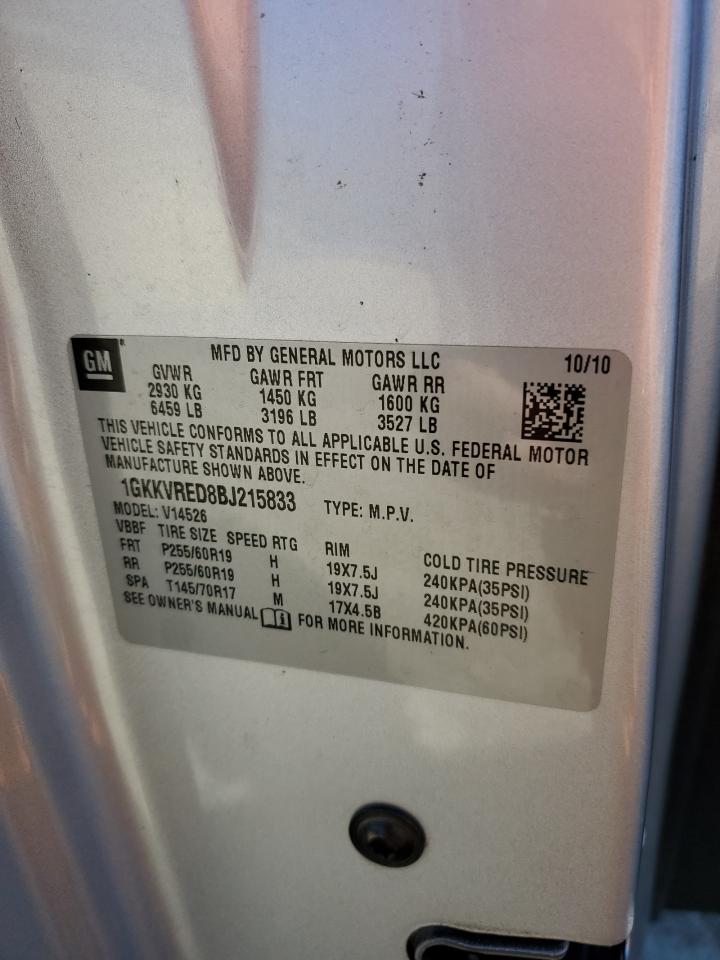 GM
MFD BY GENERAL MOTORS LLC 10/10
GVWR GAWR FRT GAWR RR
2930 KG 1450 KG 1600 KG
6459 LB 3196 LB 3527 LB
THIS VEHICLE CONFORMS TO ALL APPLICABLE U.S. FEDERAL MOTOR
VEHICLE SAFETY STANDARDS IN EFFECT ON THE DATE OF
MANUFACTURE SHOWN ABOVE.
1GKKVRED8BJ215833 TYPE: M.P.V.
MODEL: V14526
VBBF TIRE SIZE SPEED RTG RIM COLD TIRE PRESSURE
FRT P255/60R19 H 19X7.5J 240KPA(35PSI)
RR P255/60R19 H 19X7.5J 240KPA(35PSI)
SPA T145/70R17 M 17X4.5B 420KPA(60PSI)
SEE OWNER'S MANUAL FOR MORE INFORMATION.